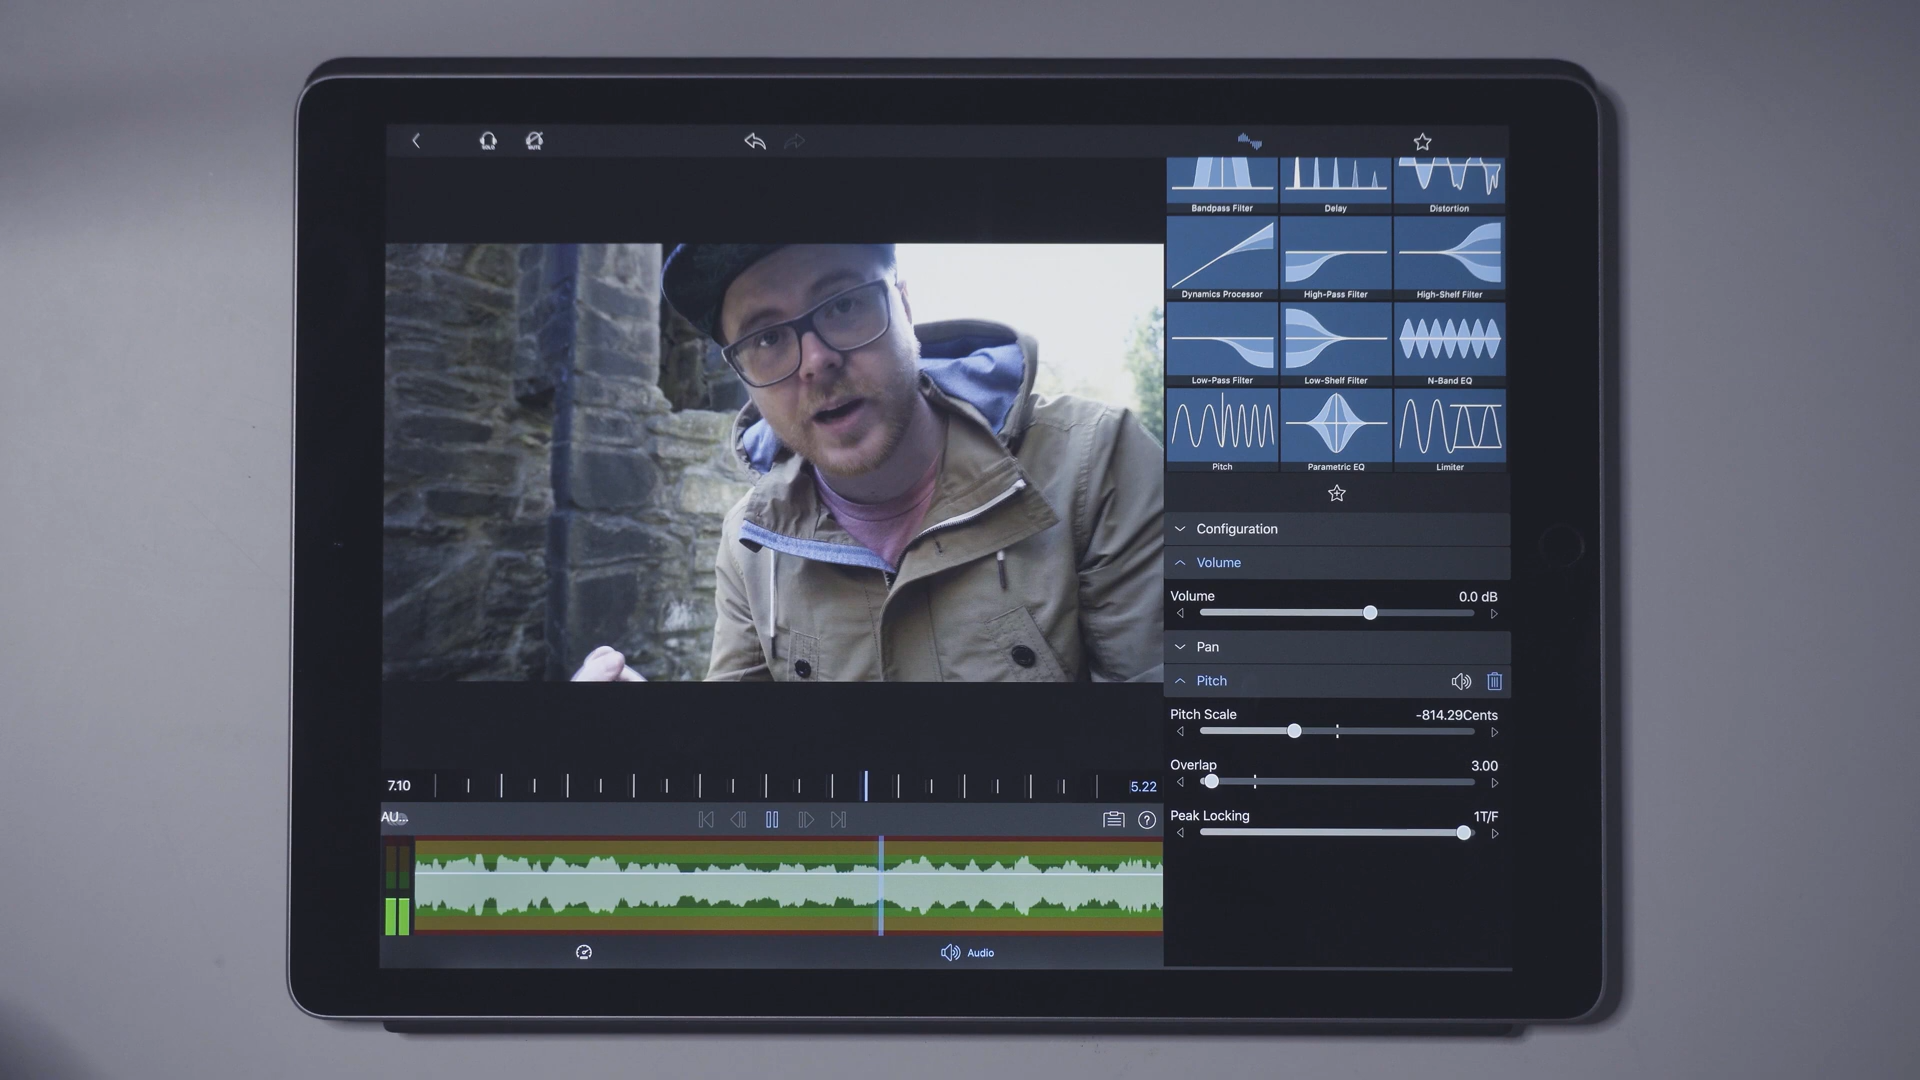 SOLO
MUTE
Bandpass Filter
Delay
Distortion
Dynamics Processor
High-Pass Filter
High-Shelf Filter
Low-Pass Filter
Low-Shelf Filter
N-Band EQ
Pitch
Parametric EQ
Limiter
Configuration
Volume
Volume 0.0 dB
Pan
Pitch
Pitch Scale -814.29Cents
Overlap 3.00
Peak Locking 1T/F
7.10
5.22
AU...
?
Audio